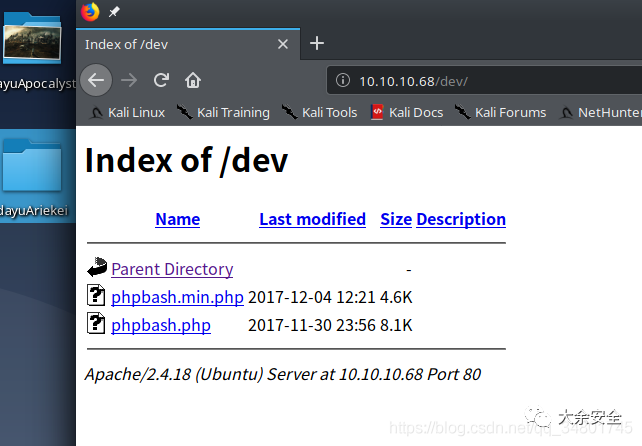 Index of /dev
10.10.10.68/dev/
Kali Linux Kali Training Kali Tools Kali Docs Kali Forums NetHunter
dayuApocalyst
dayuAriekei
Index of /dev
Name Last modified Size Description
Parent Directory -
phpbash.min.php 2017-12-04 12:21 4.6K
phpbash.php 2017-11-30 23:56 8.1K
Apache/2.4.18 (Ubuntu) Server at 10.10.10.68 Port 80
大余安全
https://blog.csdn.net/qq_34801745